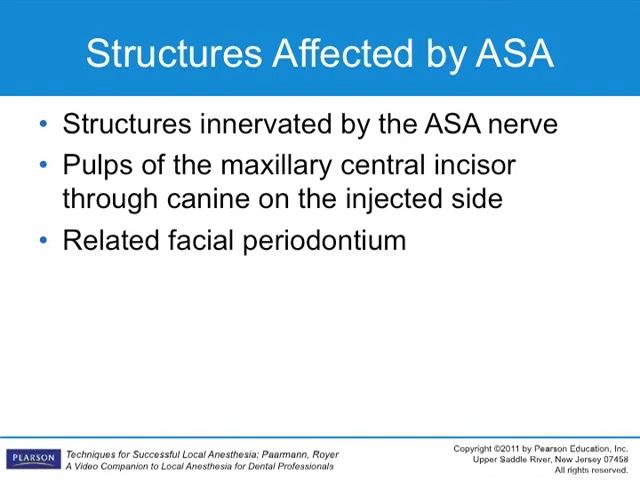 Structures Affected by ASA
• Structures innervated by the ASA nerve
• Pulps of the maxillary central incisor
through canine on the injected side
• Related facial periodontium
PEARSON
Techniques for Successful Local Anesthesia: Paarmann, Royer
A Video Companion to Local Anesthesia for Dental Professionals
Copyright ©2011 by Pearson Education, Inc.
Upper Saddle River, New Jersey 07458
All rights reserved.